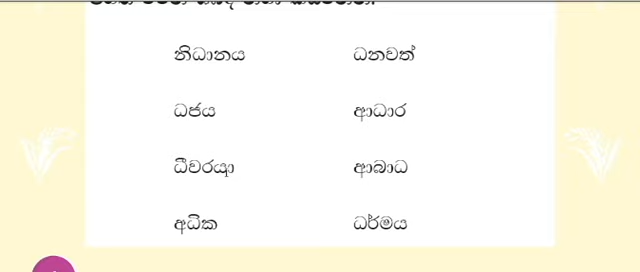 නිධානය ධනවත්
ධජය ආධාර
ධීවරයා ආබාධ
අධික ධර්මය